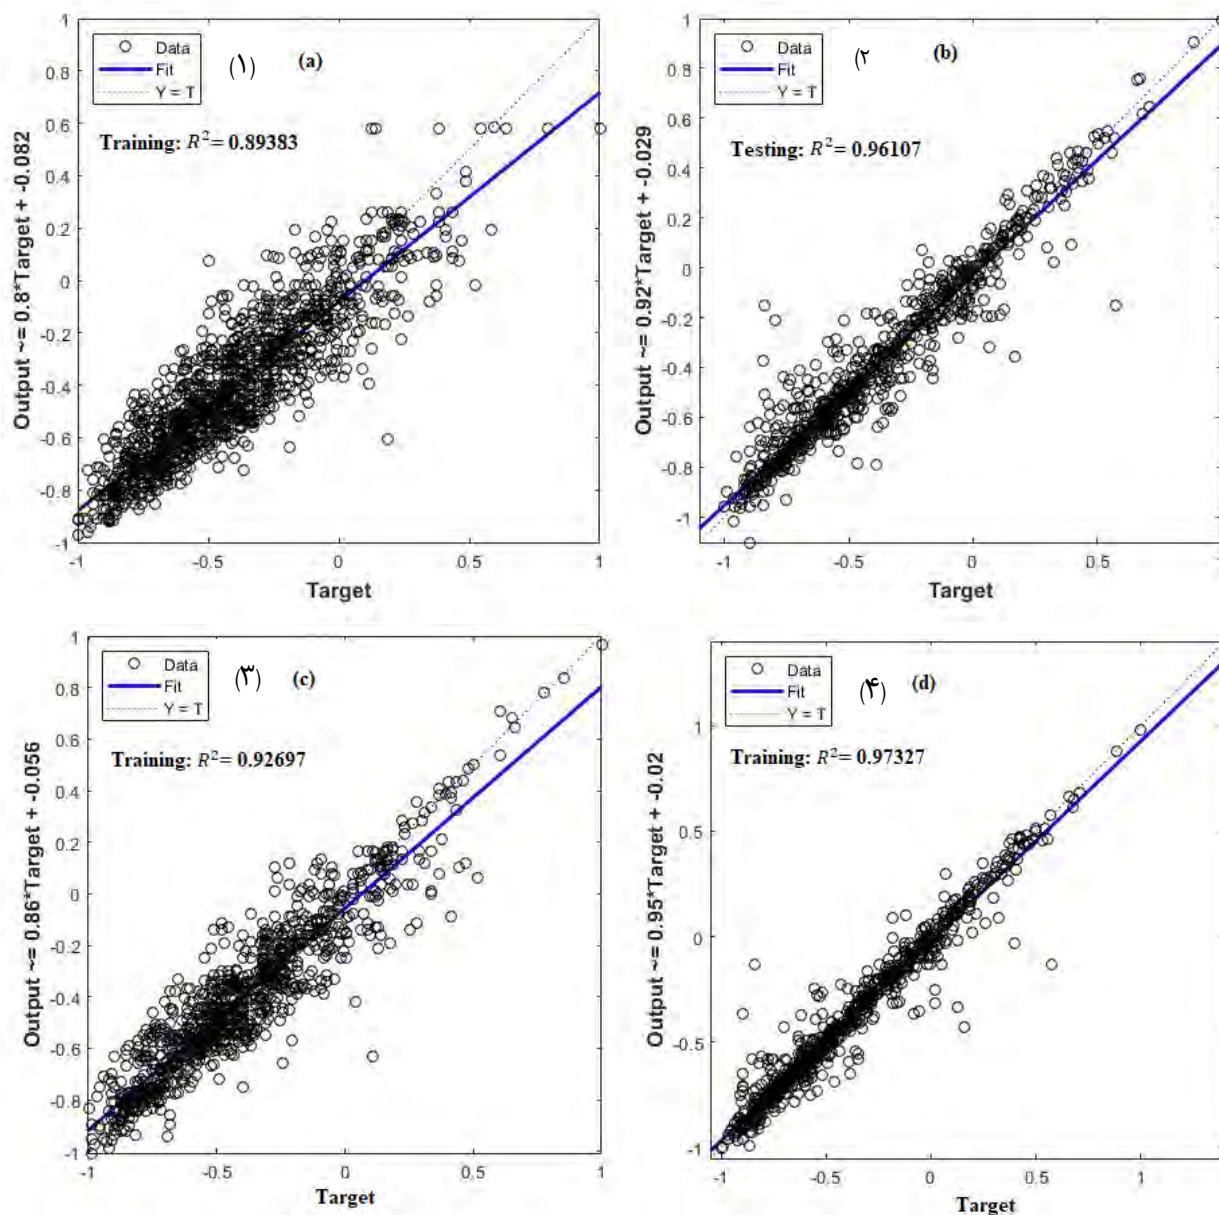 1
0.8
0.6
0.4
0.2
0
-0.2
-0.4
-0.6
-0.8
-1
-1
-0.5
0
0.5
1
Data
Fit
Y = T
(۱)
(a)
Training: R²= 0.89383
Output ~= 0.8*Target + -0.082
Target
1
0.8
0.6
0.4
0.2
0
-0.2
-0.4
-0.6
-0.8
-1
-1
-0.5
0
0.5
Data
Fit
Y = T
(۲
(b)
Testing: R²= 0.96107
Output ~= 0.92*Target + -0.029
Target
1
0.8
0.6
0.4
0.2
0
-0.2
-0.4
-0.6
-0.8
-1
-1
-0.5
0
0.5
1
Data
Fit
Y = T
(۳)
(c)
Training: R²= 0.92697
Output ~= 0.86*Target + -0.056
Target
1
0.5
0
-0.5
-1
-1
-0.5
0
0.5
1
Data
Fit
Y = T
(۴)
(d)
Training: R²= 0.97327
Output ~= 0.95*Target + -0.02
Target